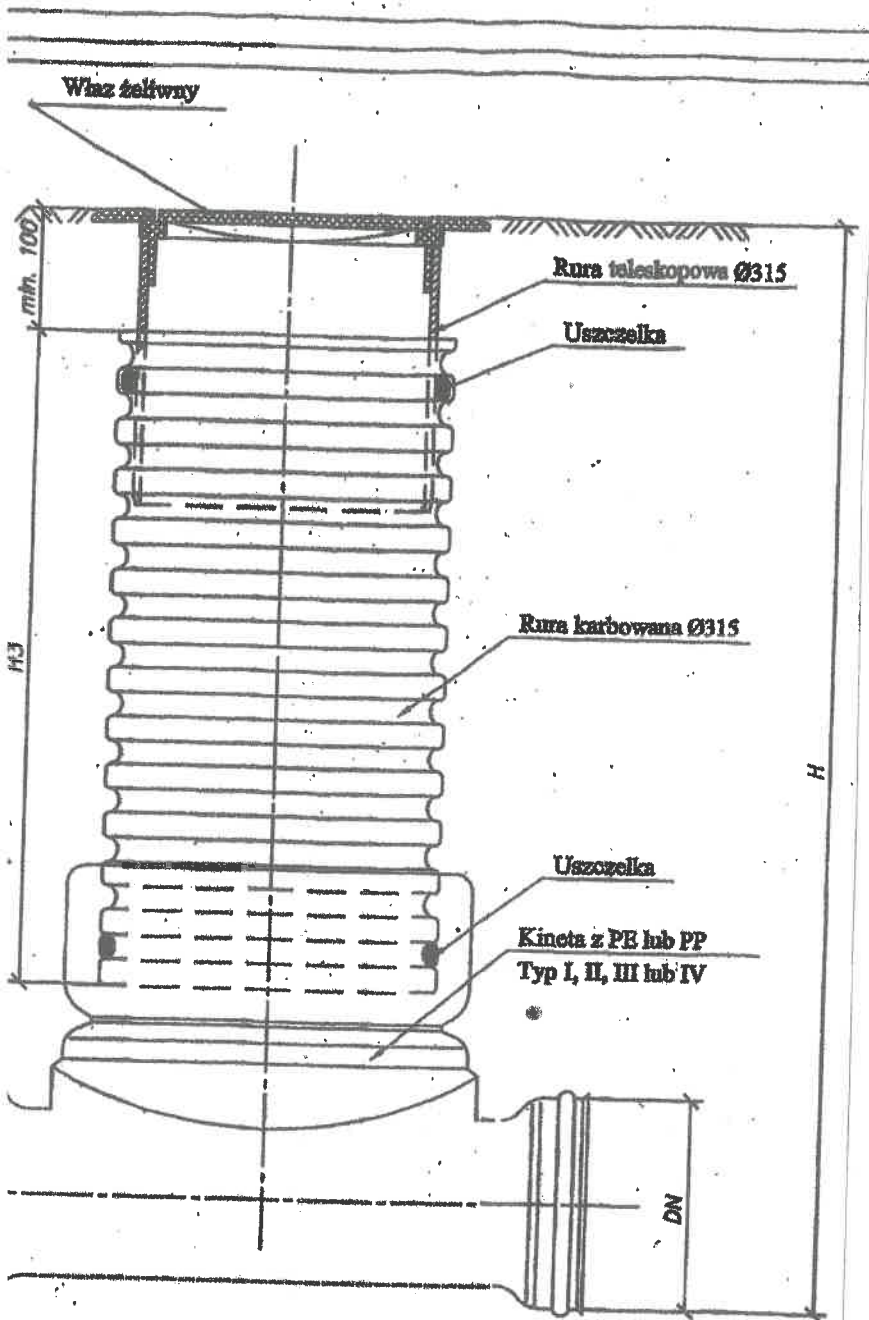 Właz żeliwny
min. 100
Rura teleskopowa Ø315
Uszczelka
H3
Rura karbowana Ø315
H
Uszczelka
Kineta z PE lub PP
Typ I, II, III lub IV
DN